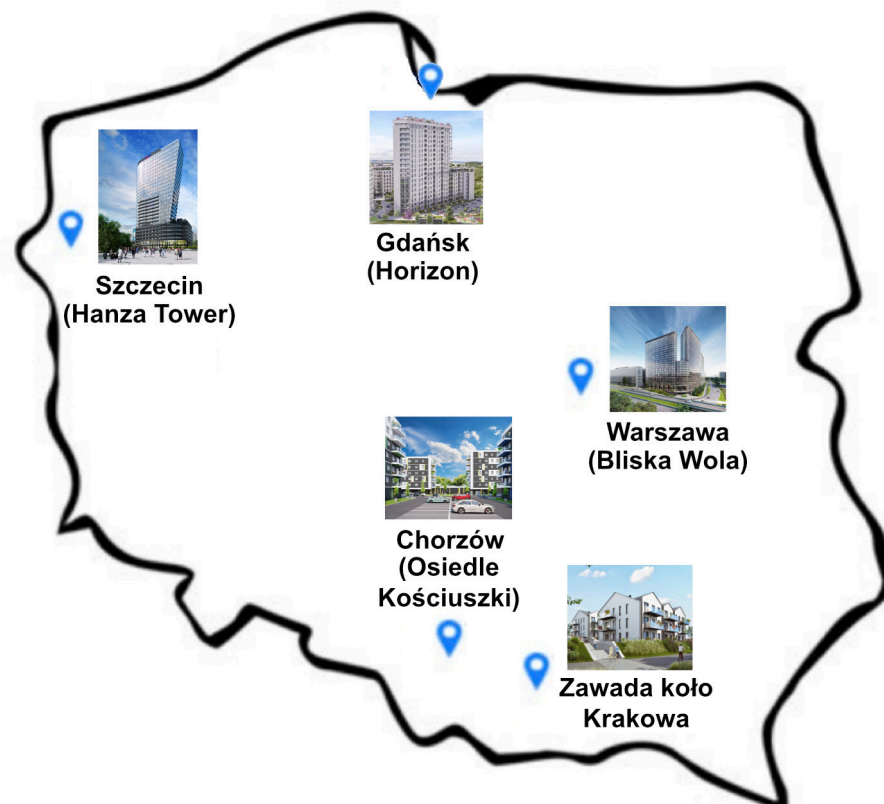 Szczecin
(Hanza Tower)
Gdańsk
(Horizon)
Warszawa
(Bliska Wola)
Chorzów
(Osiedle
Kościuszki)
Zawada koło
Krakowa